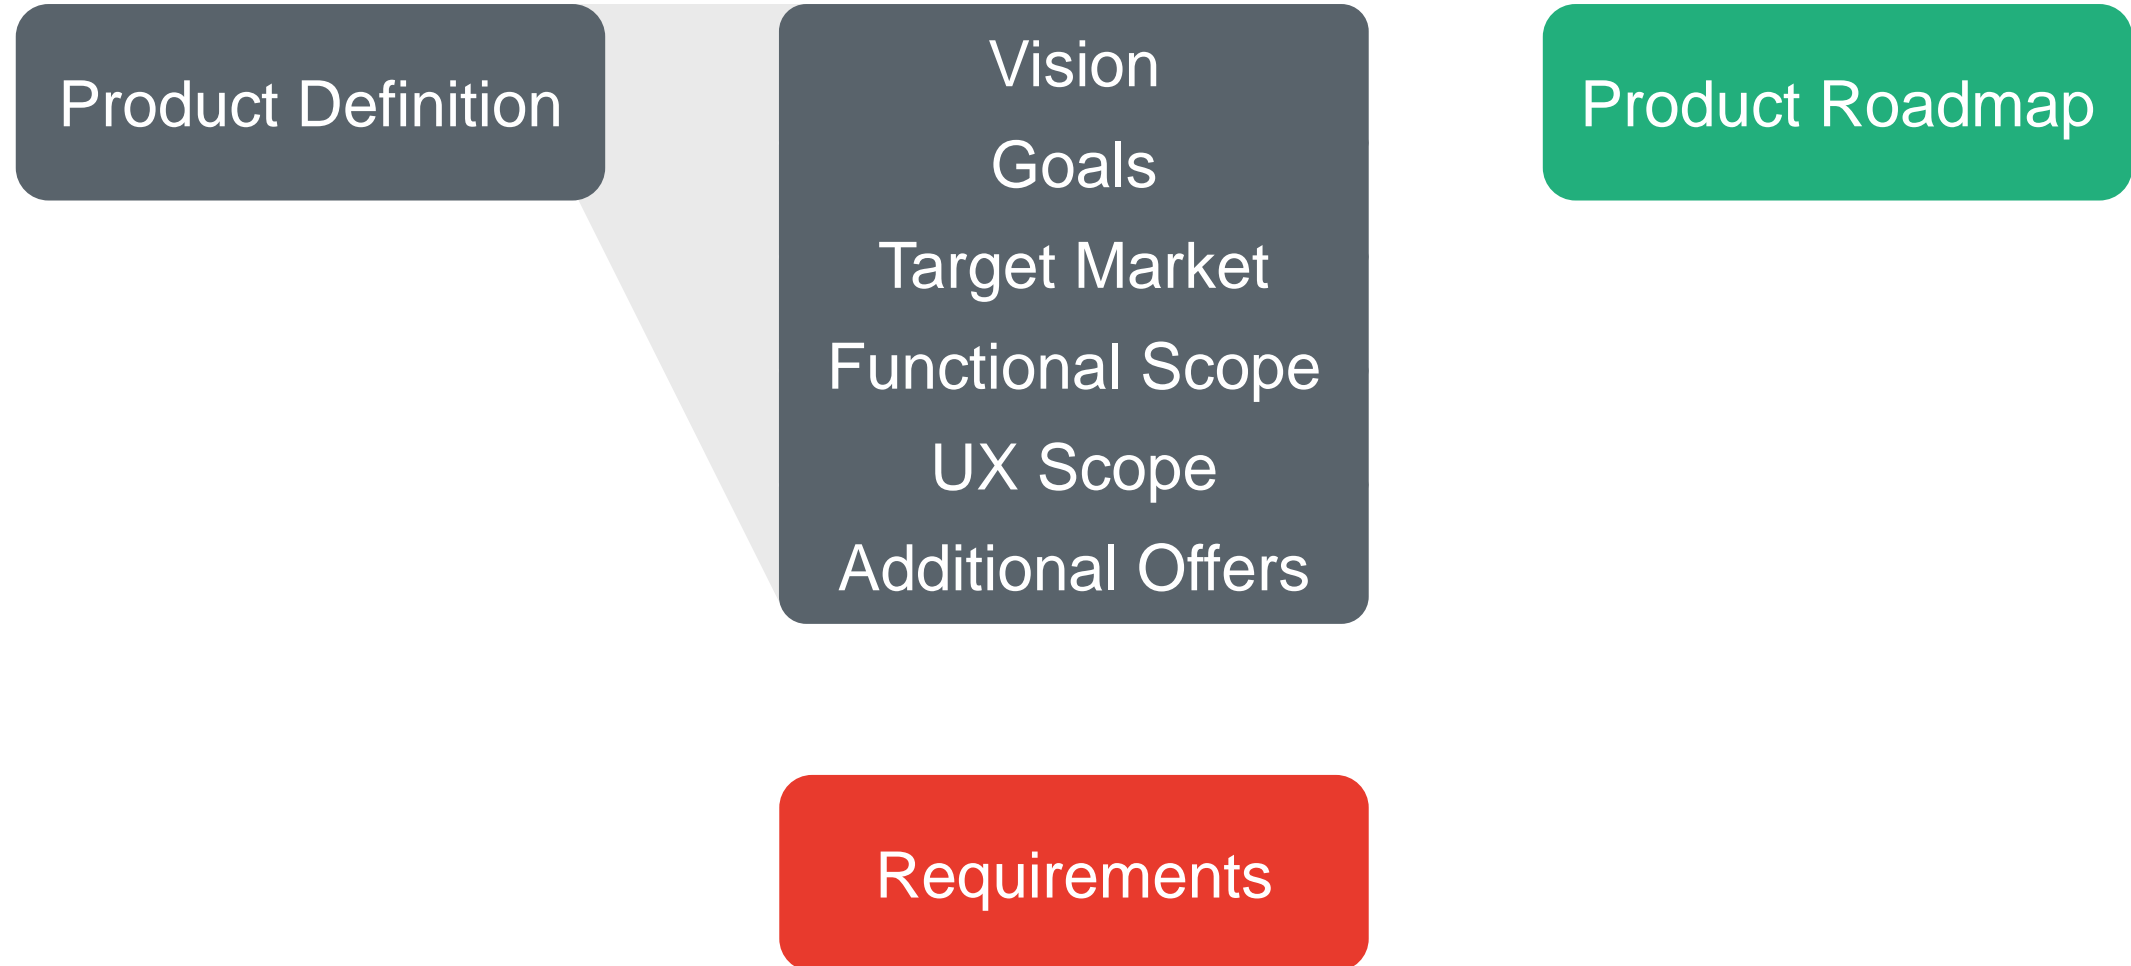 Product Definition
Vision
Goals
Target Market
Functional Scope
UX Scope
Additional Offers
Product Roadmap
Requirements